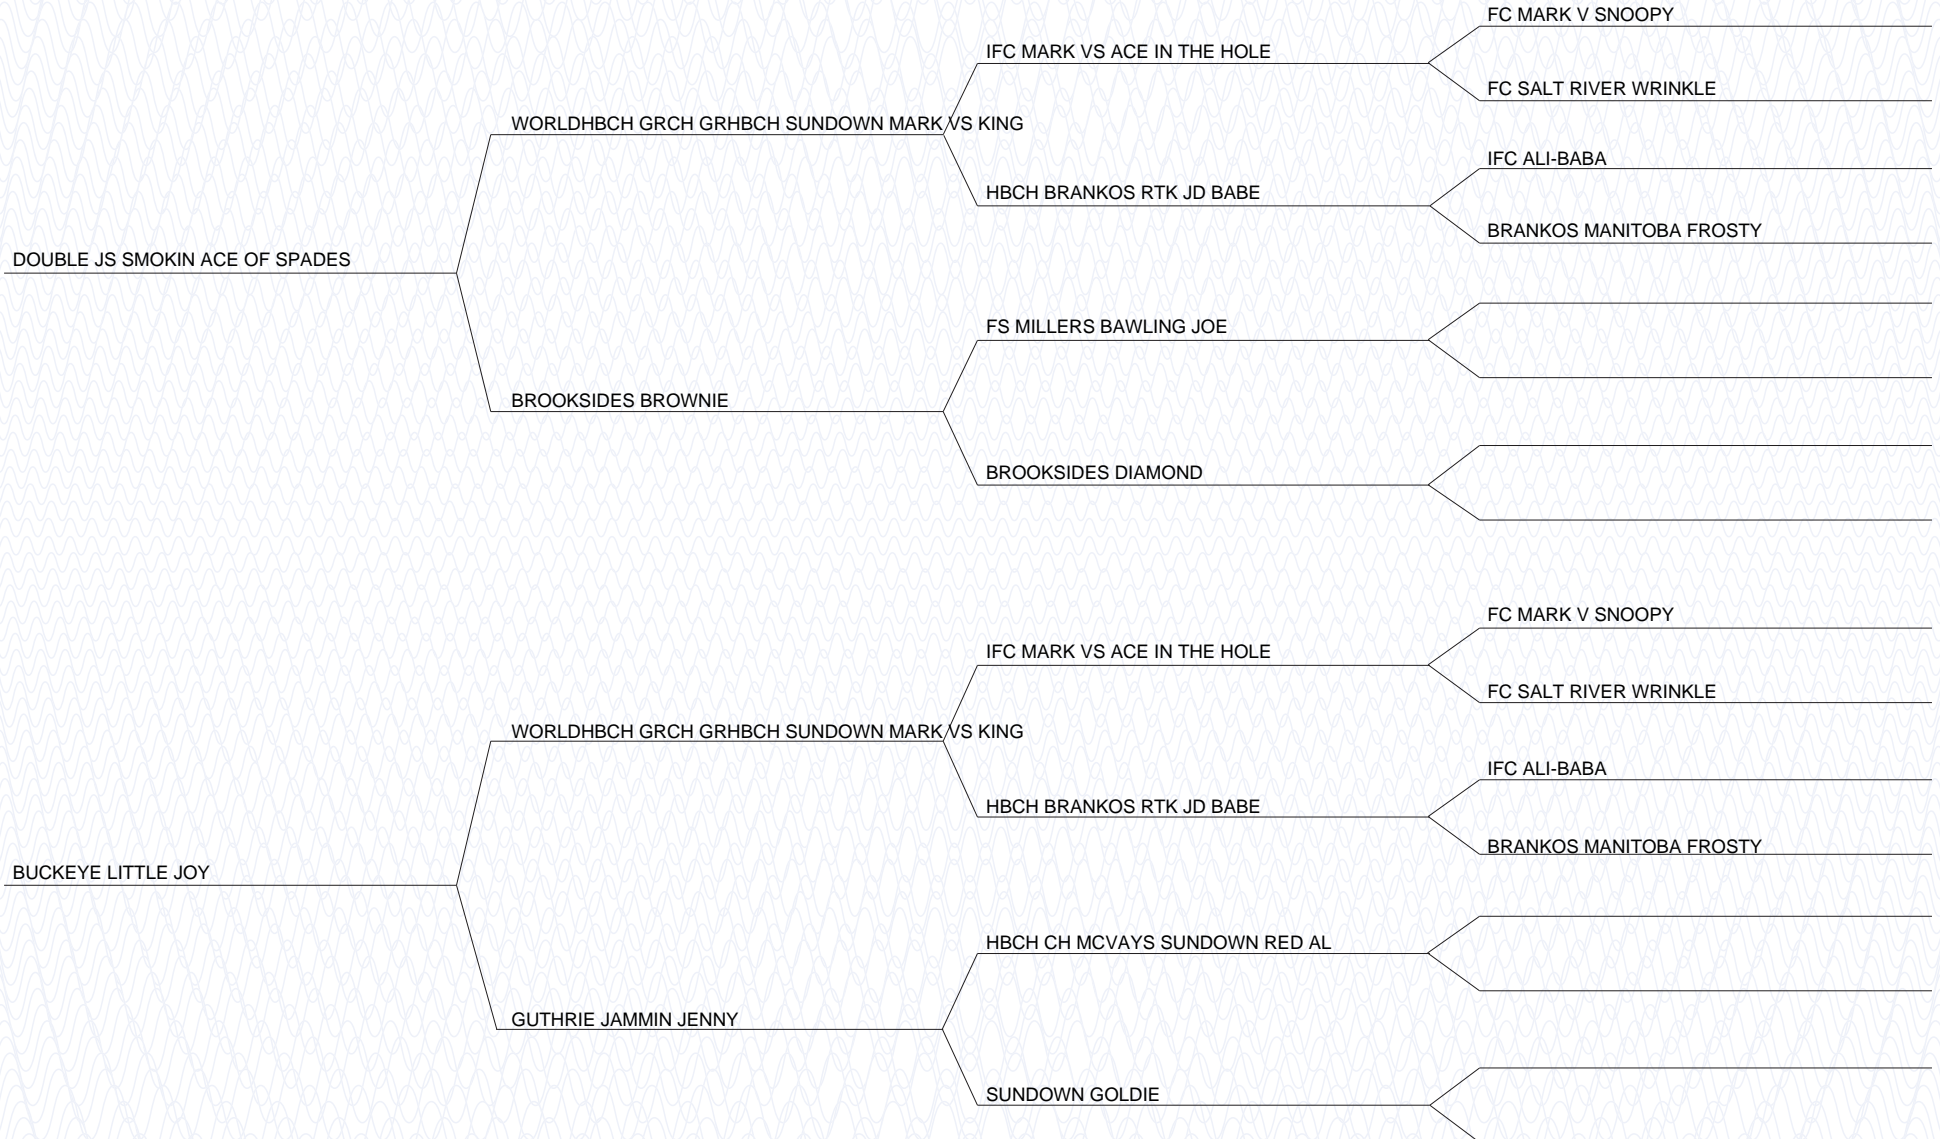 FC MARK V SNOOPY
IFC MARK VS ACE IN THE HOLE
FC SALT RIVER WRINKLE
WORLDHBCH GRCH GRHBCH SUNDOWN MARK VS KING
IFC ALI-BABA
HBCH BRANKOS RTK JD BABE
BRANKOS MANITOBA FROSTY
DOUBLE JS SMOKIN ACE OF SPADES
FS MILLERS BAWLING JOE
BROOKSIDES BROWNIE
BROOKSIDES DIAMOND
FC MARK V SNOOPY
IFC MARK VS ACE IN THE HOLE
FC SALT RIVER WRINKLE
WORLDHBCH GRCH GRHBCH SUNDOWN MARK VS KING
IFC ALI-BABA
HBCH BRANKOS RTK JD BABE
BRANKOS MANITOBA FROSTY
BUCKEYE LITTLE JOY
HBCH CH MCVAYS SUNDOWN RED AL
GUTHRIE JAMMIN JENNY
SUNDOWN GOLDIE